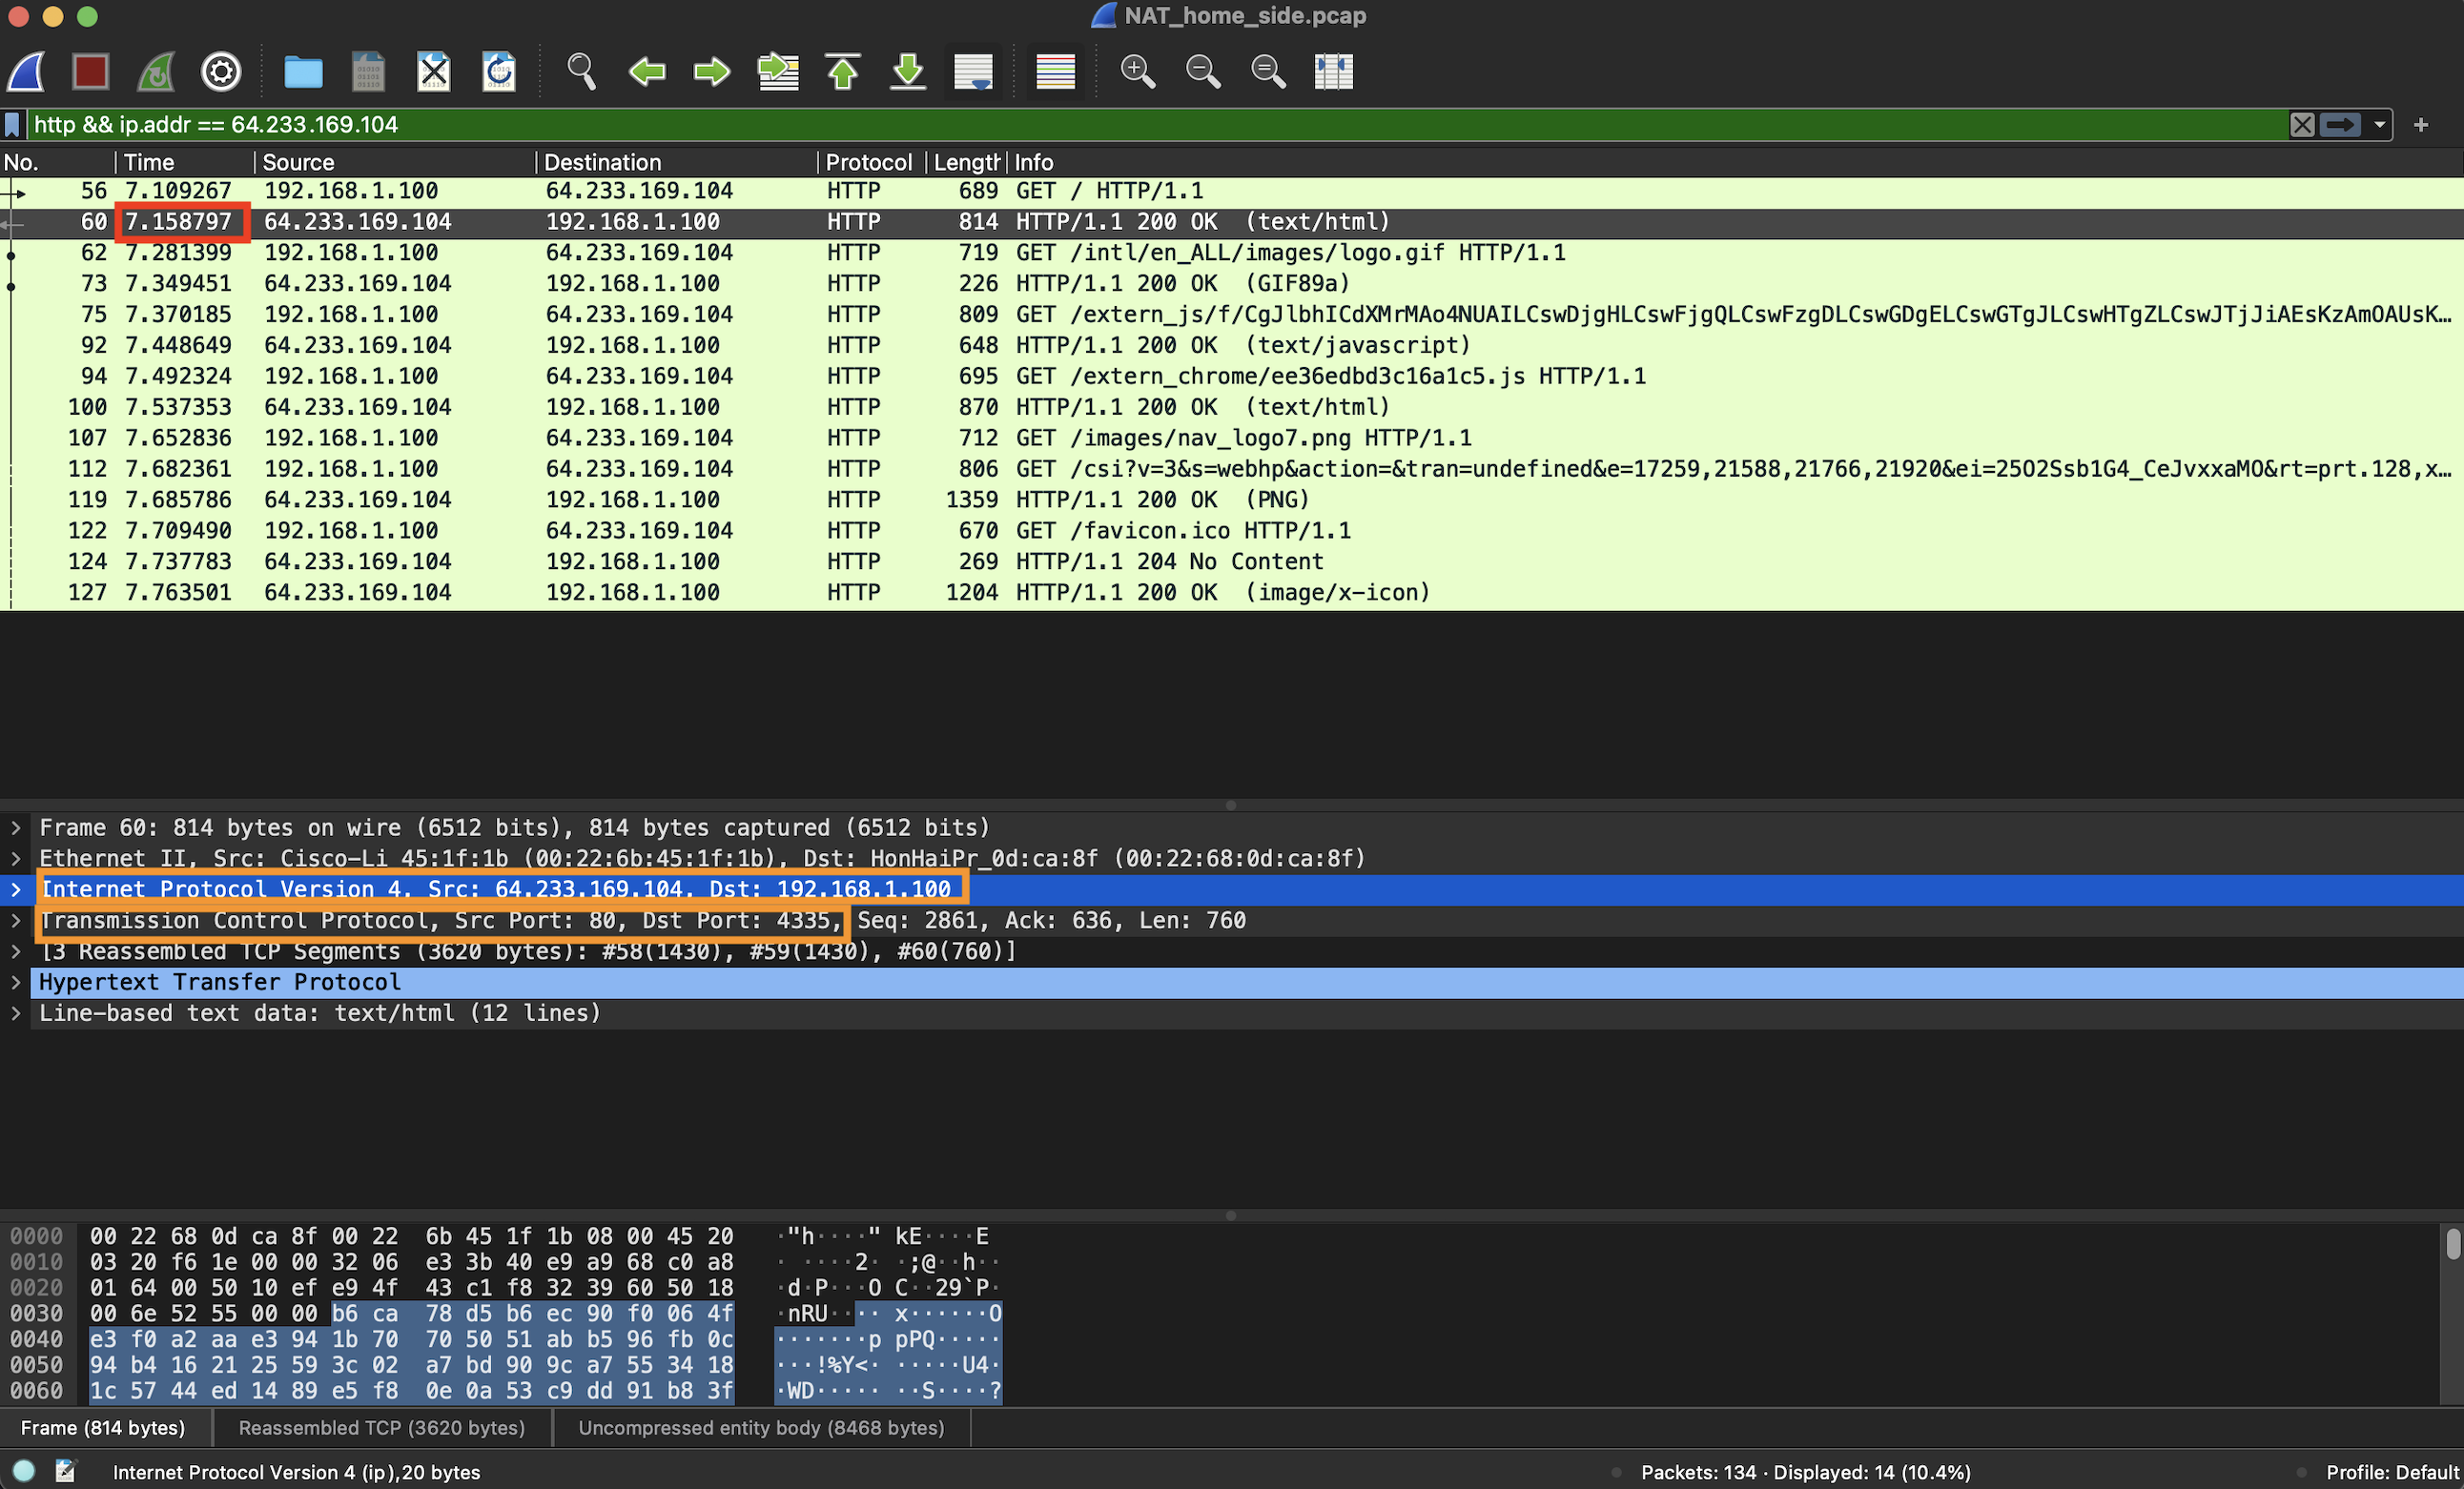 NAT_home_side.pcap
http && ip.addr == 64.233.169.104
No. Time Source Destination Protocol Length Info
56 7.109267 192.168.1.100 64.233.169.104 HTTP 689 GET / HTTP/1.1
60 7.158797 64.233.169.104 192.168.1.100 HTTP 814 HTTP/1.1 200 OK (text/html)
62 7.281399 192.168.1.100 64.233.169.104 HTTP 719 GET /intl/en_ALL/images/logo.gif HTTP/1.1
73 7.349451 64.233.169.104 192.168.1.100 HTTP 226 HTTP/1.1 200 OK (GIF89a)
75 7.370185 192.168.1.100 64.233.169.104 HTTP 809 GET /extern_js/f/CgJlbhICdXMrMAo4NUAILCswDjgHLCswFjgQLCswFzgDLCswGDgELCswGTgJLCswHTgZLCswJTjJiAEsKzAmOAUsK…
92 7.448649 64.233.169.104 192.168.1.100 HTTP 648 HTTP/1.1 200 OK (text/javascript)
94 7.492324 192.168.1.100 64.233.169.104 HTTP 695 GET /extern_chrome/ee36edbd3c16a1c5.js HTTP/1.1
100 7.537353 64.233.169.104 192.168.1.100 HTTP 870 HTTP/1.1 200 OK (text/html)
107 7.652836 192.168.1.100 64.233.169.104 HTTP 712 GET /images/nav_logo7.png HTTP/1.1
112 7.682361 192.168.1.100 64.233.169.104 HTTP 806 GET /csi?v=3&s=webhp&action=&tran=undefined&e=17259,21588,21766,21920&ei=25O2Ssb1G4_CeJvxxaMO&rt=prt.128,x…
119 7.685786 64.233.169.104 192.168.1.100 HTTP 1359 HTTP/1.1 200 OK (PNG)
122 7.709490 192.168.1.100 64.233.169.104 HTTP 670 GET /favicon.ico HTTP/1.1
124 7.737783 64.233.169.104 192.168.1.100 HTTP 269 HTTP/1.1 204 No Content
127 7.763501 64.233.169.104 192.168.1.100 HTTP 1204 HTTP/1.1 200 OK (image/x-icon)
Frame 60: 814 bytes on wire (6512 bits), 814 bytes captured (6512 bits)
Ethernet II, Src: Cisco-Li 45:1f:1b (00:22:6b:45:1f:1b), Dst: HonHaiPr_0d:ca:8f (00:22:68:0d:ca:8f)
Internet Protocol Version 4, Src: 64.233.169.104, Dst: 192.168.1.100
Transmission Control Protocol, Src Port: 80, Dst Port: 4335, Seq: 2861, Ack: 636, Len: 760
[3 Reassembled TCP Segments (3620 bytes): #58(1430), #59(1430), #60(760)]
Hypertext Transfer Protocol
Line-based text data: text/html (12 lines)
0000 00 22 68 0d ca 8f 00 22 6b 45 1f 1b 08 00 45 20 ·"h····" kE····E
0010 03 20 f6 1e 00 00 32 06 e3 3b 40 e9 a9 68 c0 a8 · ····2· ·;@··h··
0020 01 64 00 50 10 ef e9 4f 43 c1 f8 32 39 60 50 18 ·d·P···O C··29`P·
0030 00 6e 52 55 00 00 b6 ca 78 d5 b6 ec 90 f0 06 4f ·nRU···· x······O
0040 e3 f0 a2 aa e3 94 1b 70 70 50 51 ab b5 96 fb 0c ·······p pPQ·····
0050 94 b4 16 21 25 59 3c 02 a7 bd 90 9c a7 55 34 18 ···!%Y<· ·····U4·
0060 1c 57 44 ed 14 89 e5 f8 0e 0a 53 c9 dd 91 b8 3f ·WD····· ··S····?
Frame (814 bytes) Reassembled TCP (3620 bytes) Uncompressed entity body (8468 bytes)
Internet Protocol Version 4 (ip),20 bytes Packets: 134 · Displayed: 14 (10.4%) Profile: Default